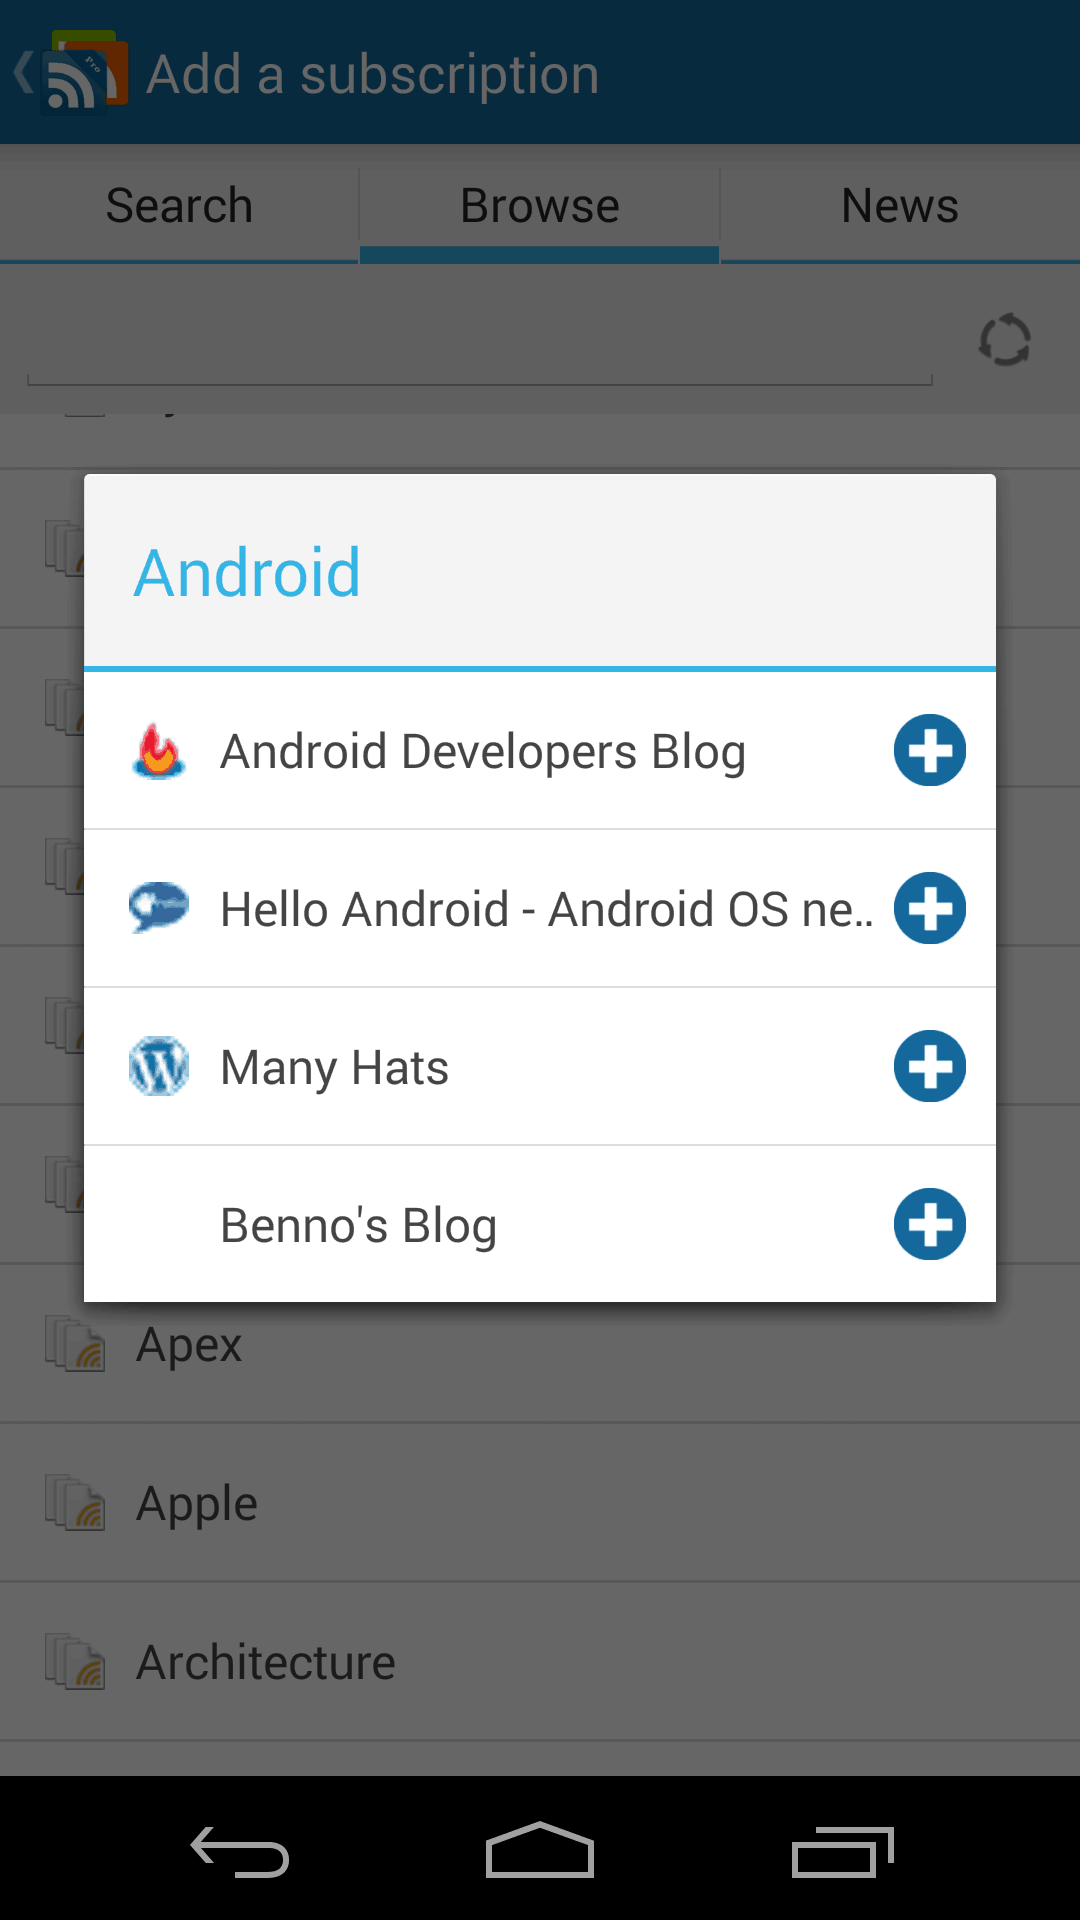 Pro
Add a subscription
Search
Browse
News
Android
Android Developers Blog
Hello Android - Android OS ne..
Many Hats
Benno's Blog
Apex
Apple
Architecture